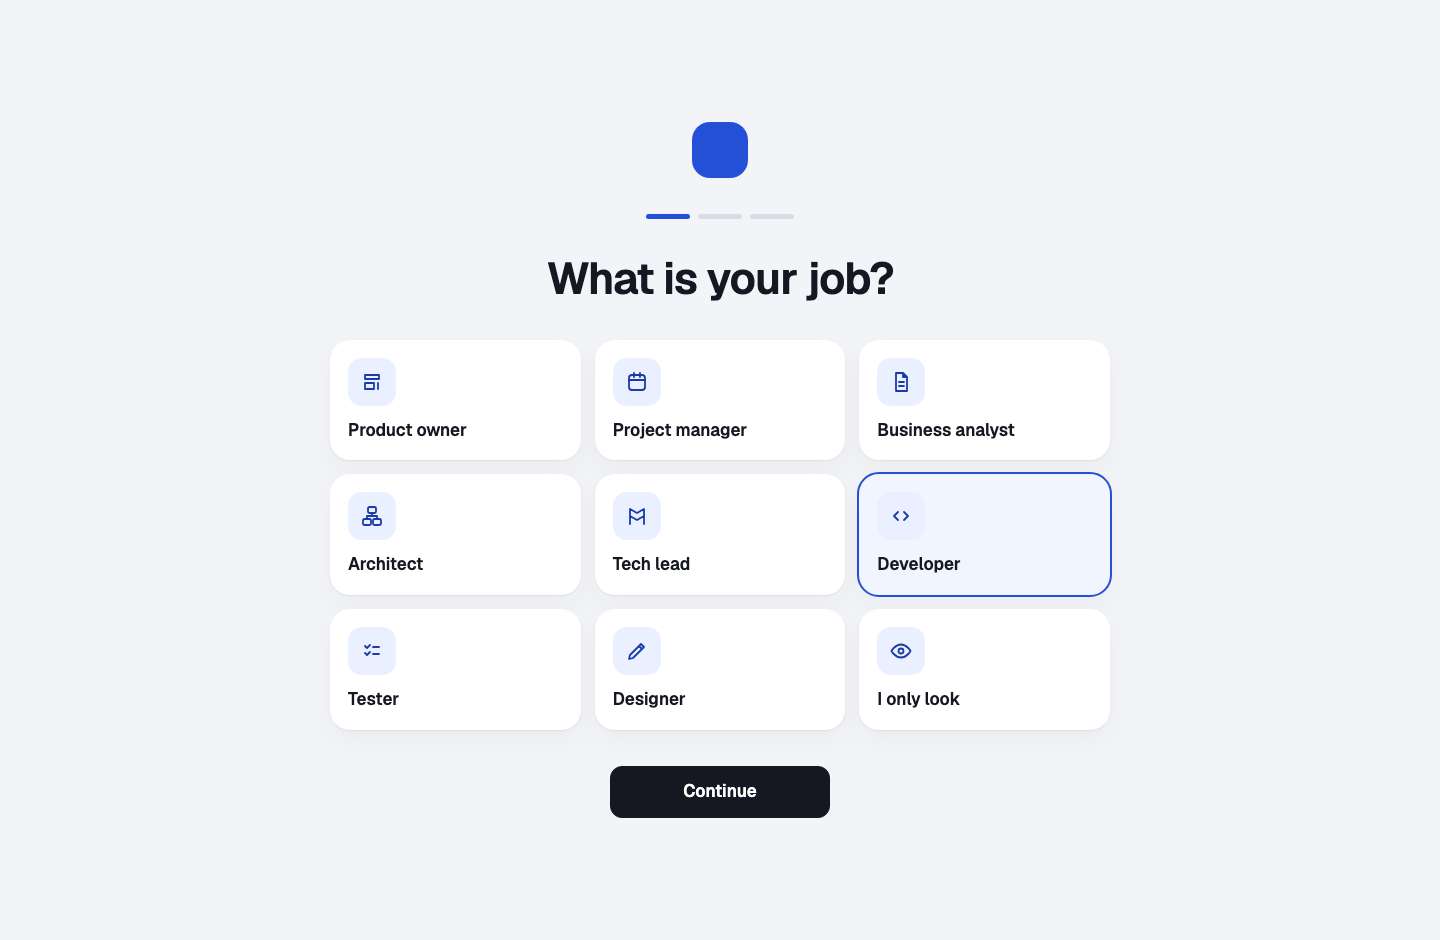 What is your job?
Product owner
Project manager
Business analyst
Architect
Tech lead
Developer
Tester
Designer
I only look
Continue